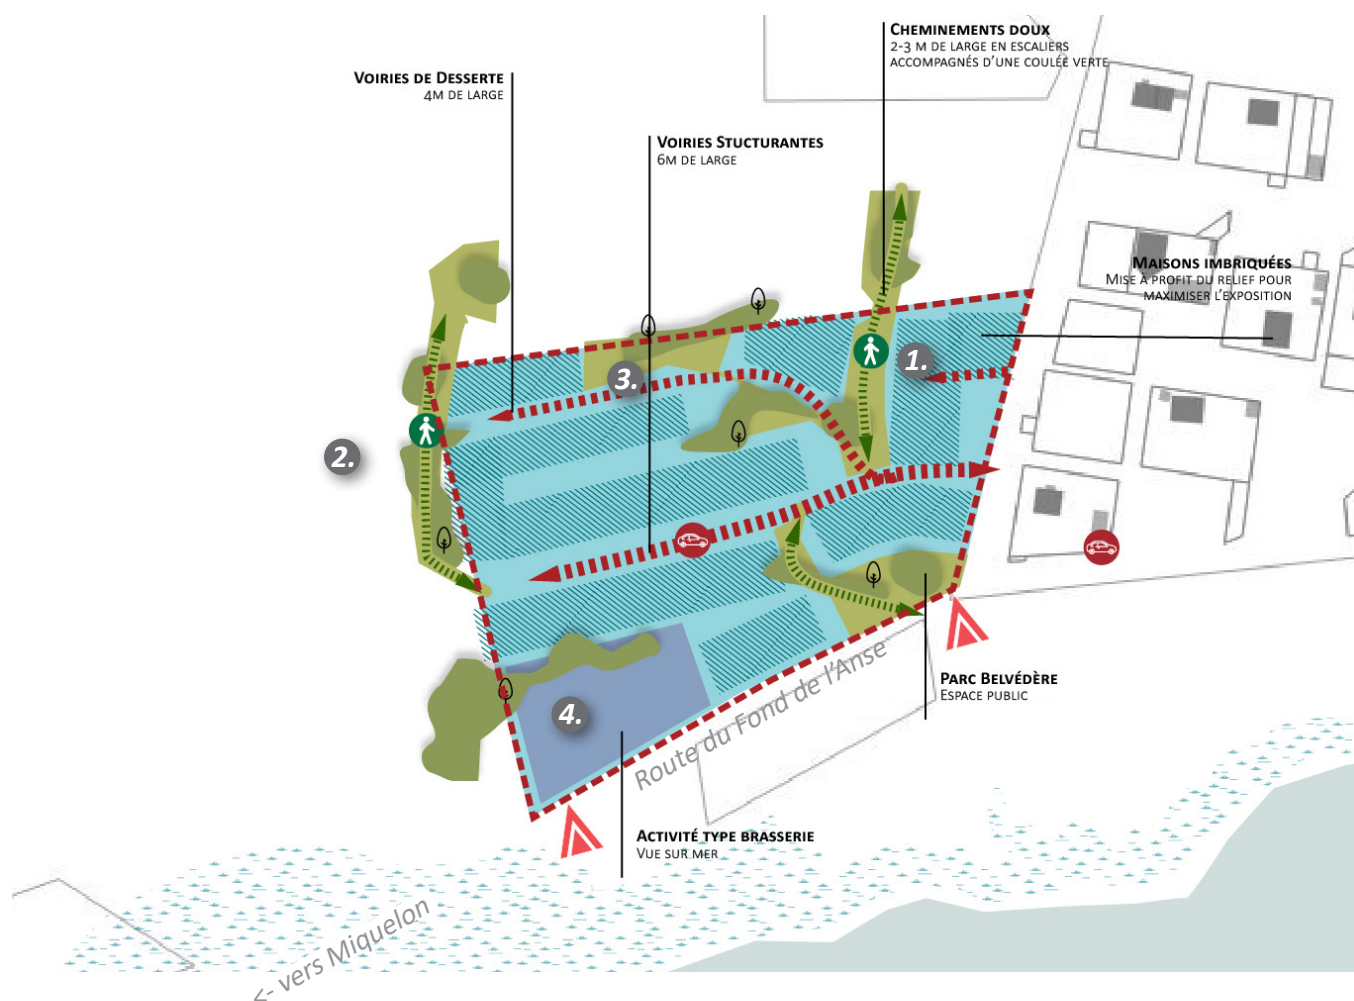 Cheminements doux
2-3 m de large en escaliers
accompagnés d'une coulée verte
Voiries de Desserte
4m de large
Voiries Stucturantes
6m de large
Maisons imbriquées
Mise à profit du relief pour
maximiser l'exposition
1.
3.
2.
4.
Parc Belvédère
Espace public
Route du Fond de l'Anse
Activité type brasserie
Vue sur mer
<- vers Miquelon